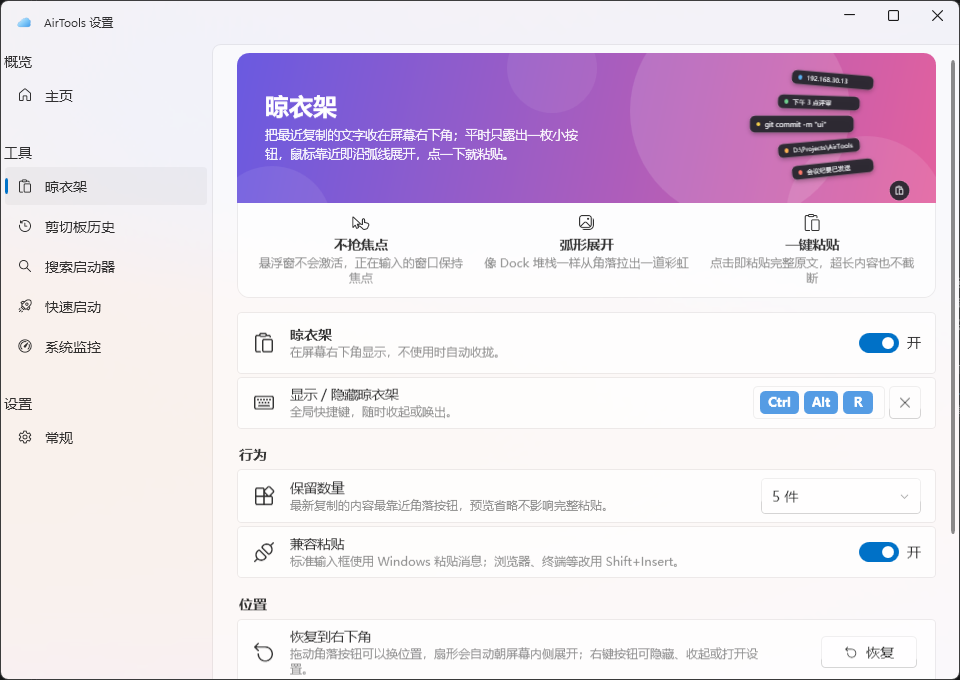 AirTools 设置
概览
主页
工具
晾衣架
剪切板历史
搜索启动器
快速启动
系统监控
设置
常规
晾衣架
把最近复制的文字收在屏幕右下角；平时只露出一枚小按
钮，鼠标靠近即沿弧线展开，点一下就粘贴。
192.168.30.13
下午 3 点评审
git commit -m "ui"
D:\Projects\AirTools
会议纪要已发送
不抢焦点
悬浮窗不会激活，正在输入的窗口保持
焦点
弧形展开
像 Dock 堆栈一样从角落拉出一道彩虹
一键粘贴
点击即粘贴完整原文，超长内容也不截
断
晾衣架
在屏幕右下角显示，不使用时自动收拢。
开
显示 / 隐藏晾衣架
全局快捷键，随时收起或唤出。
Ctrl Alt R
行为
保留数量
最新复制的内容最靠近角落按钮，预览省略不影响完整粘贴。
5 件
兼容粘贴
标准输入框使用 Windows 粘贴消息；浏览器、终端等改用 Shift+Insert。
开
位置
恢复到右下角
拖动角落按钮可以换位置，扇形会自动朝屏幕内侧展开；右键按钮可隐藏、收起或打开设
置。
恢复